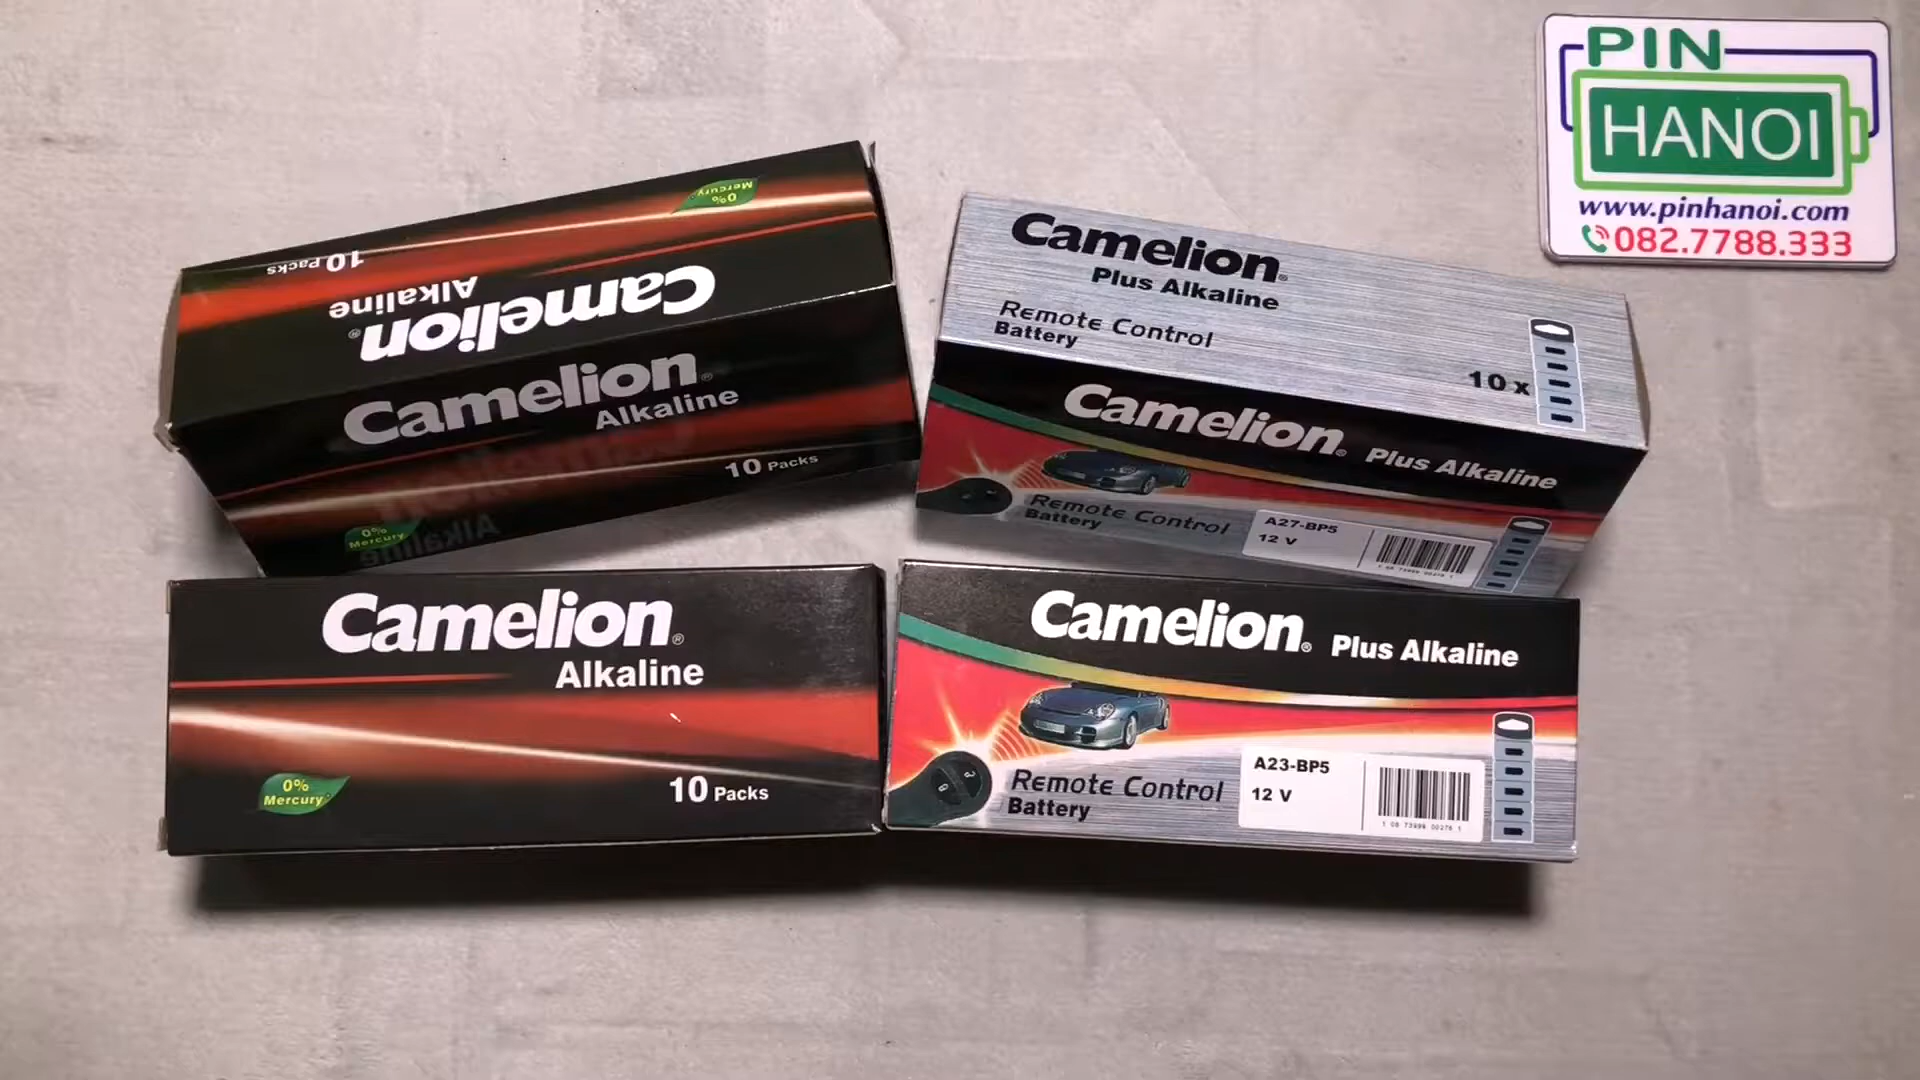 PIN
HANOI
www.pinhanoi.com
082.7788.333
0%
Mercury
10 Packs
Alkaline
Camelion®
Camelion®
Alkaline
10 Packs
0%
Mercury
Alkaline
Camelion®
Plus Alkaline
Remote Control
Battery
10 x
Camelion® Plus Alkaline
Remote Control
Battery
A27-BP5
12 V
Camelion®
Alkaline
0%
Mercury
10 Packs
Camelion® Plus Alkaline
Remote Control
Battery
A23-BP5
12 V